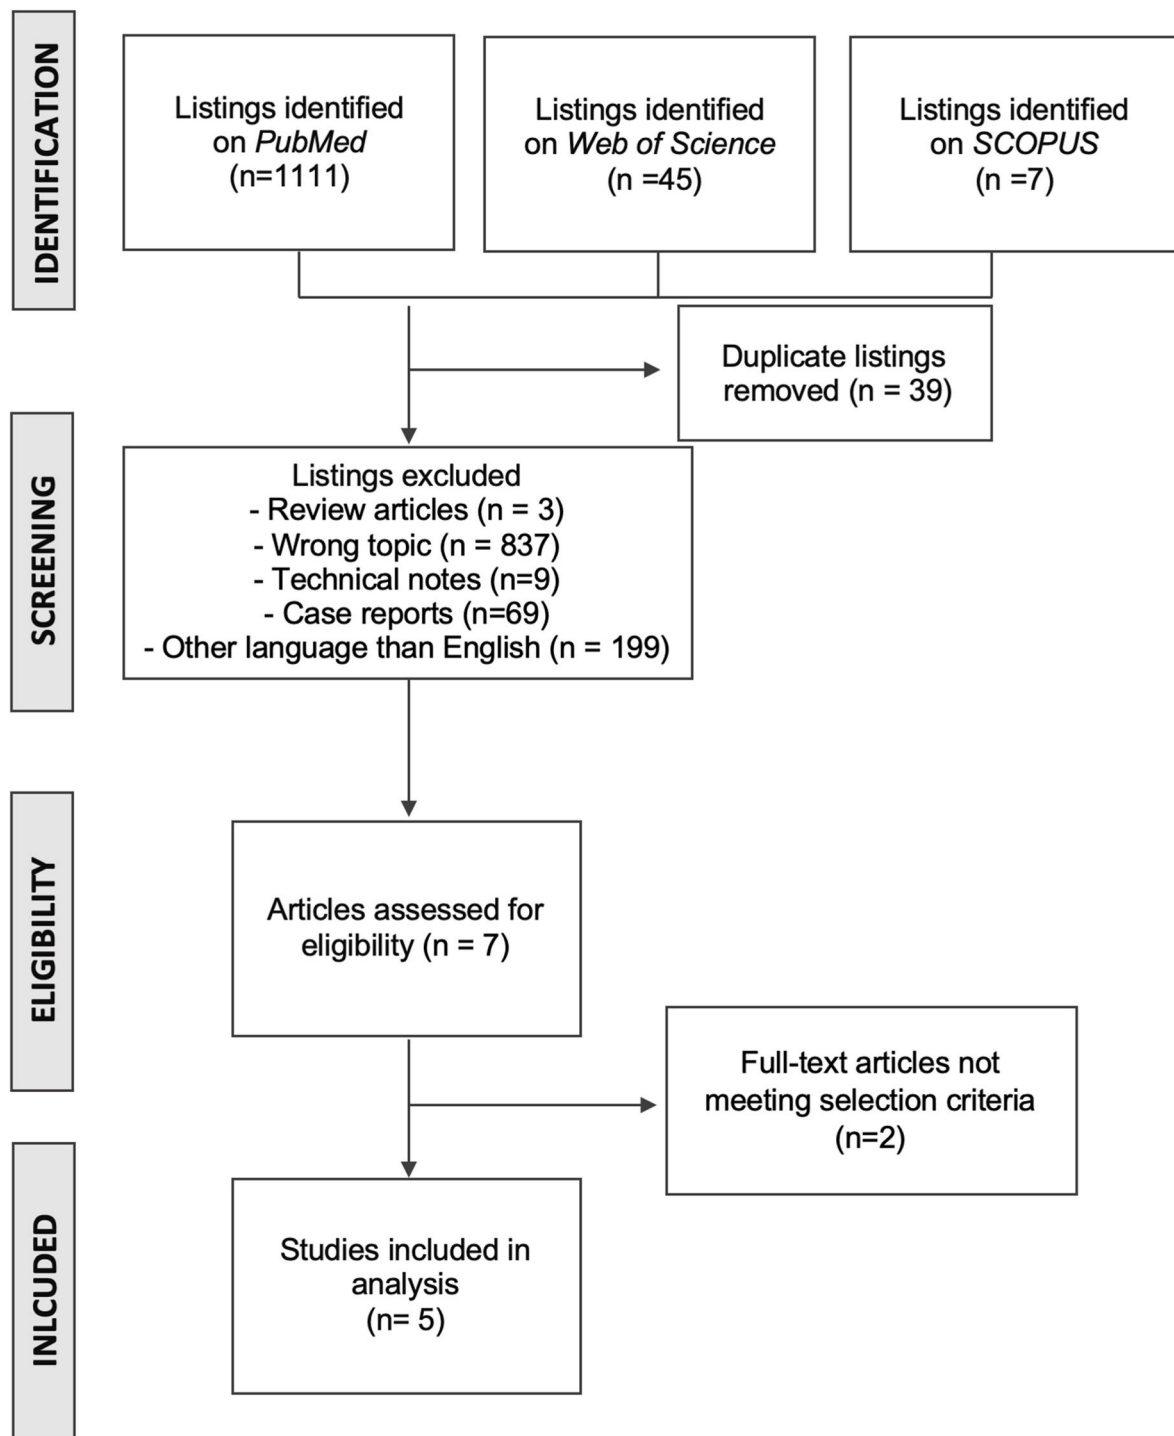 IDENTIFICATION
Listings identified
on PubMed
(n=1111)
Listings identified
on Web of Science
(n =45)
Listings identified
on SCOPUS
(n =7)
Duplicate listings
removed (n = 39)
SCREENING
Listings excluded
- Review articles (n = 3)
- Wrong topic (n = 837)
- Technical notes (n=9)
- Case reports (n=69)
- Other language than English (n = 199)
ELIGIBILITY
Articles assessed for
eligibility (n = 7)
Full-text articles not
meeting selection criteria
(n=2)
INLCUDED
Studies included in
analysis
(n= 5)